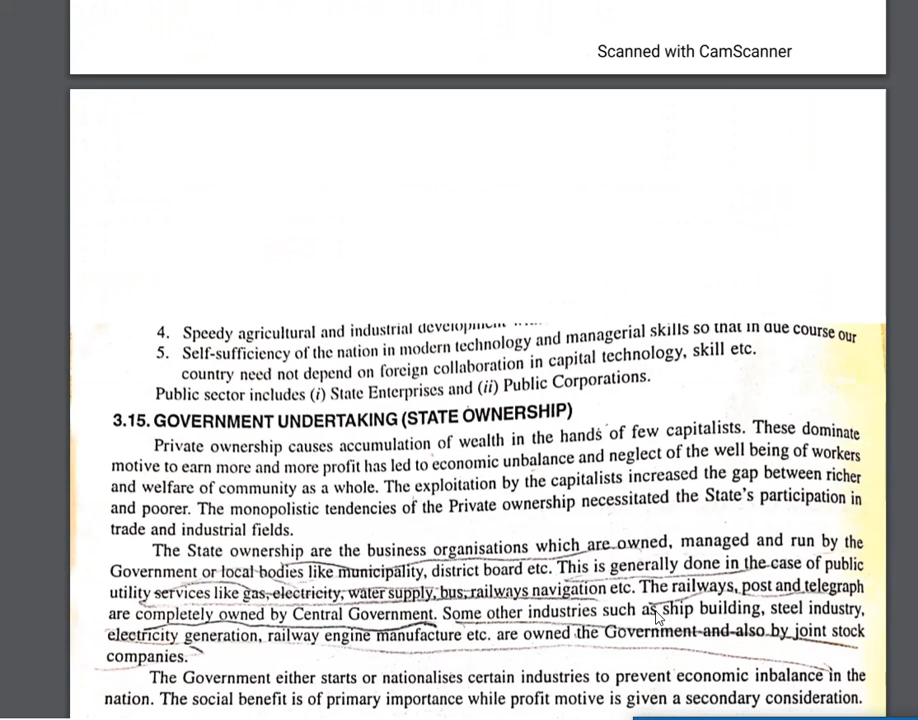 Scanned with CamScanner
4. Speedy agricultural and industrial
5. Self-sufficiency of the nation in modern technology and managerial skills so that in due course our
country need not depend on foreign collaboration in capital technology, skill etc.
Public sector includes (i) State Enterprises and (ii) Public Corporations.
3.15. GOVERNMENT UNDERTAKING (STATE OWNERSHIP)
Private ownership causes accumulation of wealth in the hands of few capitalists. These dominate
motive to earn more and more profit has led to economic unbalance and neglect of the well being of workers
and welfare of community as a whole. The exploitation by the capitalists increased the gap between richer
and poorer. The monopolistic tendencies of the Private ownership necessitated the State's participation in
trade and industrial fields.
The State ownership are the business organisations which are owned, managed and run by the
Government or local bodies like municipality, district board etc. This is generally done in the case of public
utility services like gas, electricity, water supply, bus, railways navigation etc. The railways, post and telegraph
are completely owned by Central Government. Some other industries such as ship building, steel industry,
electricity generation, railway engine manufacture etc. are owned the Government and also by joint stock
companies.
The Government either starts or nationalises certain industries to prevent economic inbalance in the
nation. The social benefit is of primary importance while profit motive is given a secondary consideration.